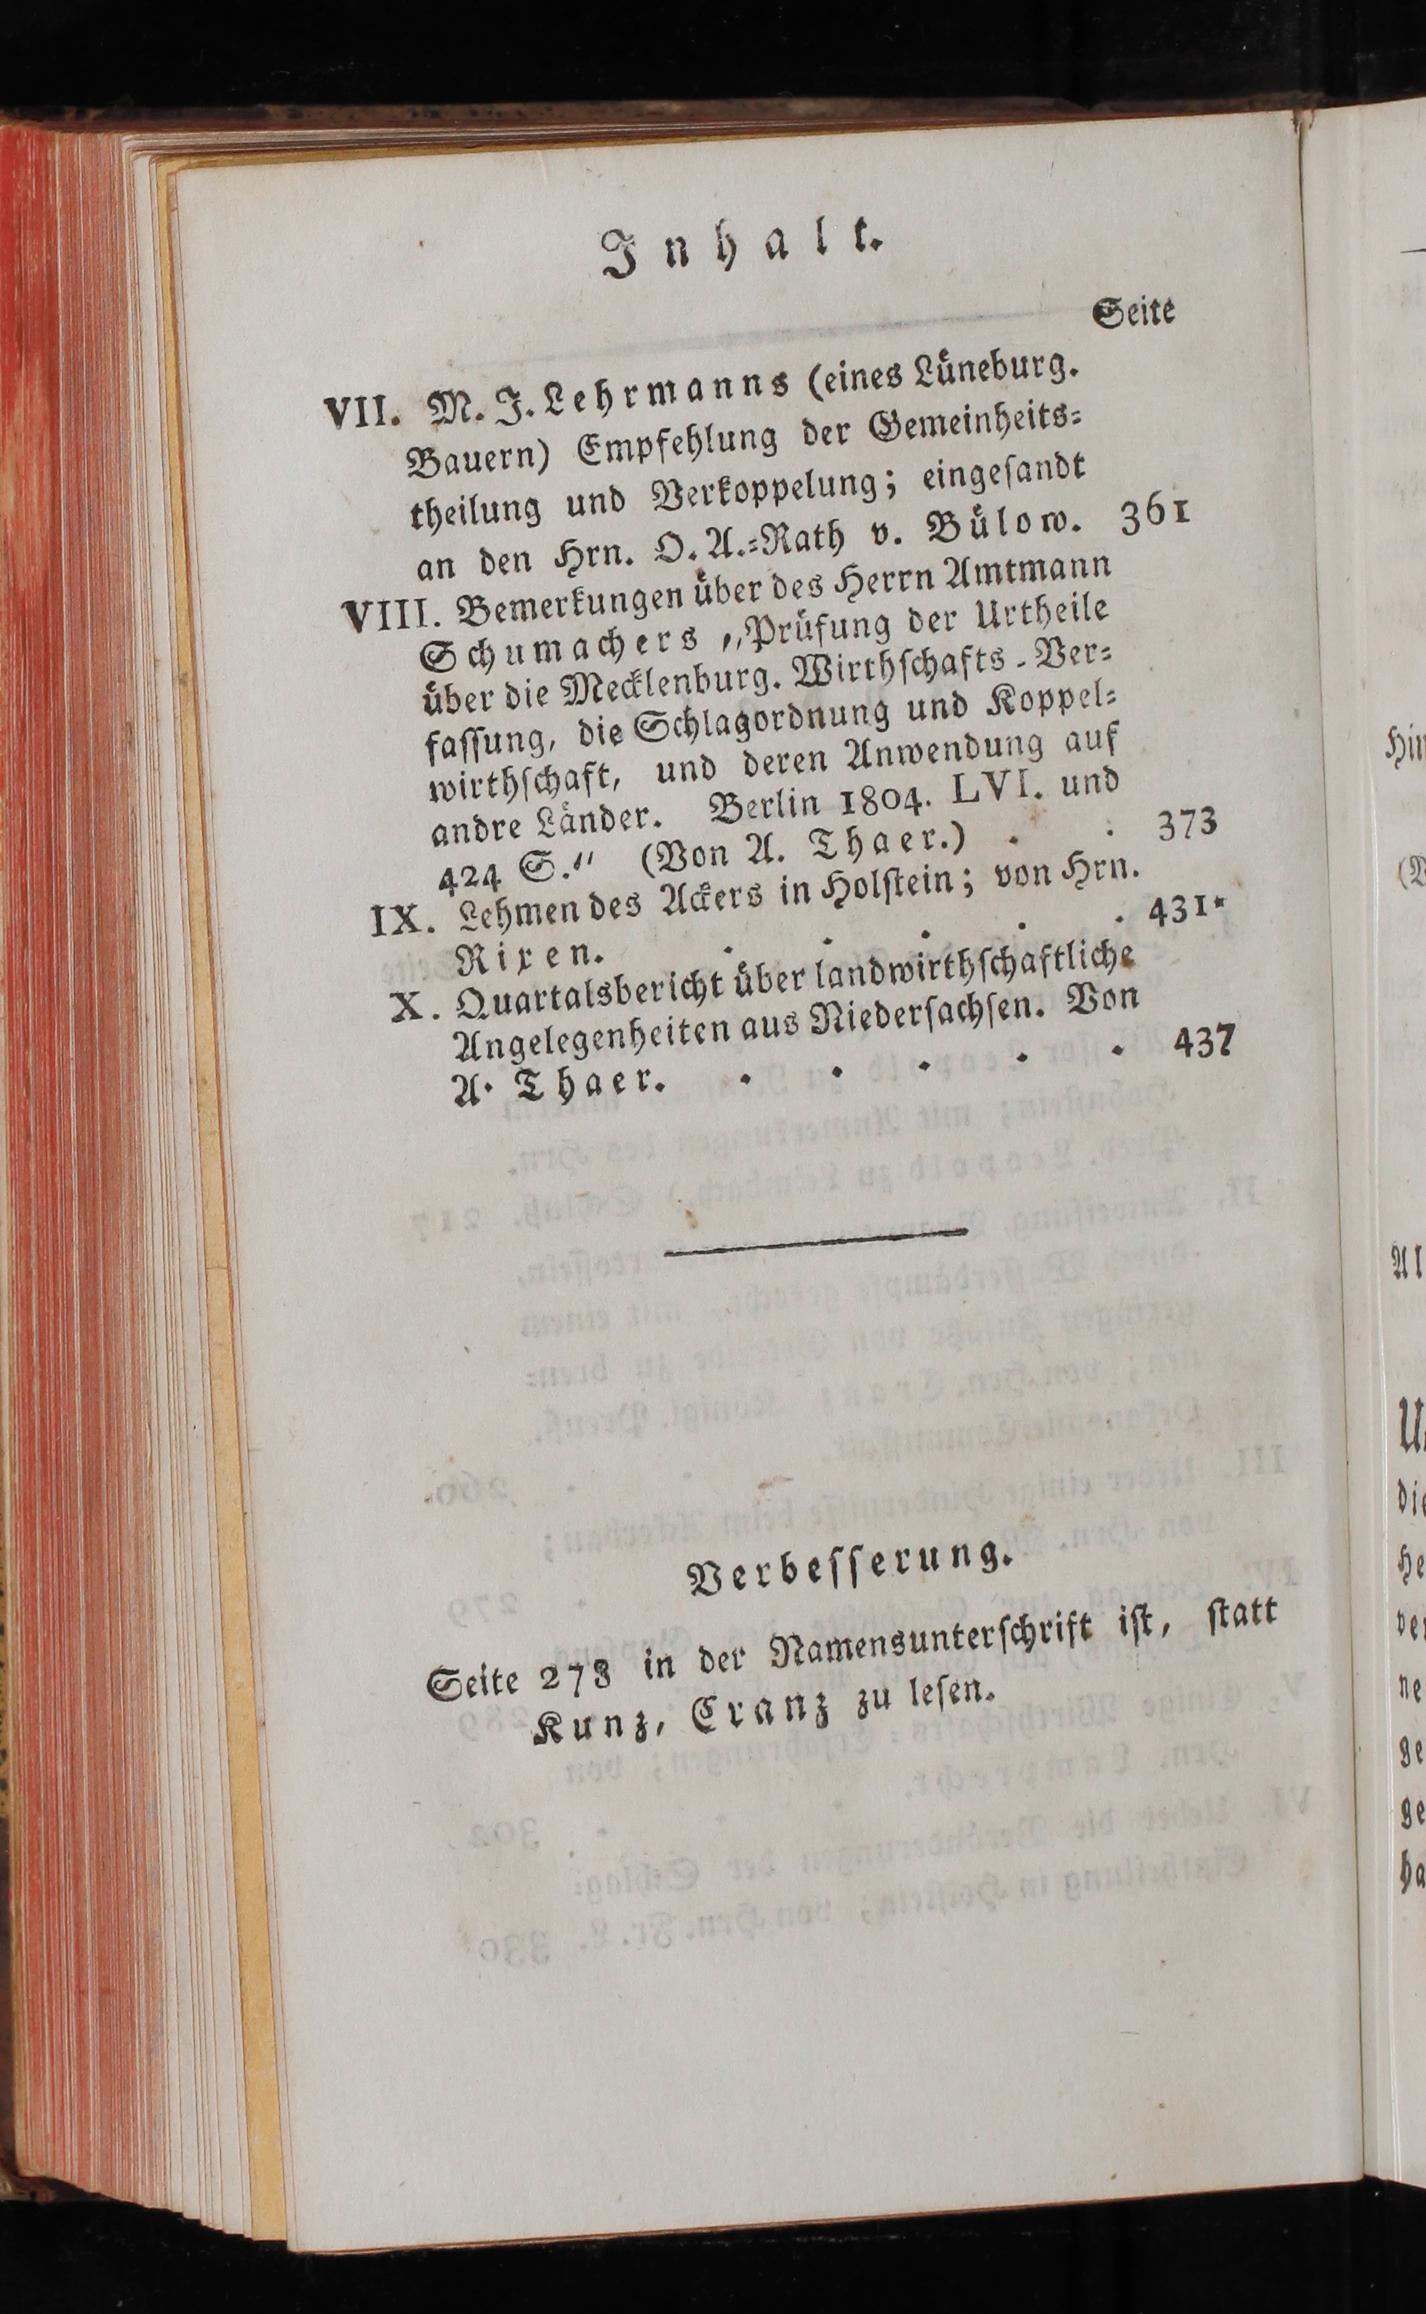 Inhalt.
Seite
VII. M. J. Lehrmanns (eines Lüneburg.
Bauern) Empfehlung der Gemeinheits-
theilung und Verkoppelung; eingesandt
an den Hrn. O. A.-Rath v. Bülow. 361
VIII. Bemerkungen über des Herrn Amtmann
Schumachers „Prüfung der Urtheile
über die Mecklenburg. Wirthschafts-Ver-
fassung, die Schlagordnung und Koppel-
wirthschaft, und deren Anwendung auf
andre Länder. Berlin 1804. LVI. und
424 S.“ (Von A. Thaer.) . . 373
IX. Lehmen des Ackers in Holstein; von Hrn.
Rixen. . . . . . 431*
X. Quartalsbericht über landwirthschaftliche
Angelegenheiten aus Niedersachsen. Von
A. Thaer. . . . . . 437
Verbesserung.
Seite 278 in der Namensunterschrift ist, statt
Kunz, Cranz zu lesen.